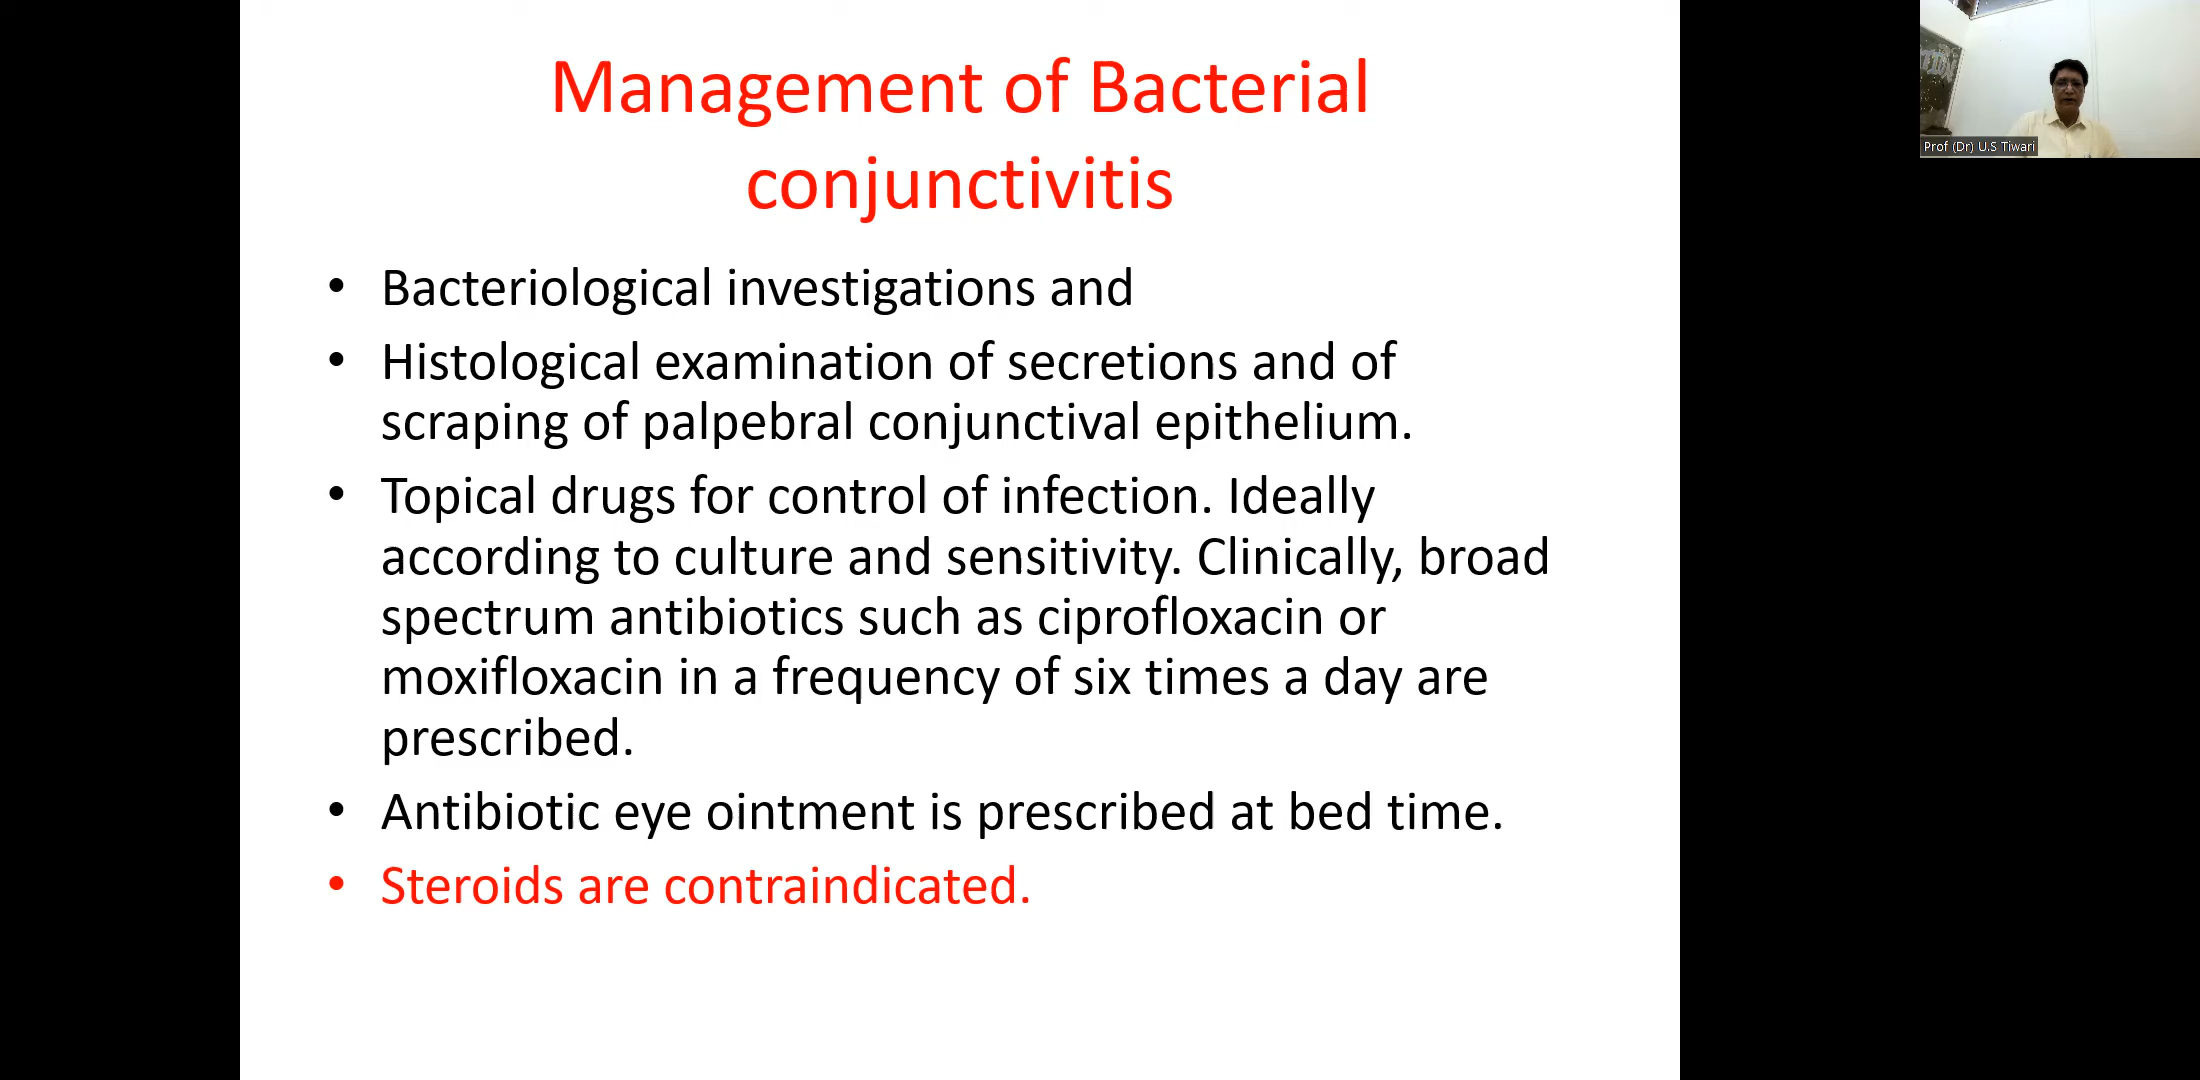 Management of Bacterial
conjunctivitis
• Bacteriological investigations and
• Histological examination of secretions and of
scraping of palpebral conjunctival epithelium.
• Topical drugs for control of infection. Ideally
according to culture and sensitivity. Clinically, broad
spectrum antibiotics such as ciprofloxacin or
moxifloxacin in a frequency of six times a day are
prescribed.
• Antibiotic eye ointment is prescribed at bed time.
• Steroids are contraindicated.
Prof (Dr) U.S Tiwari